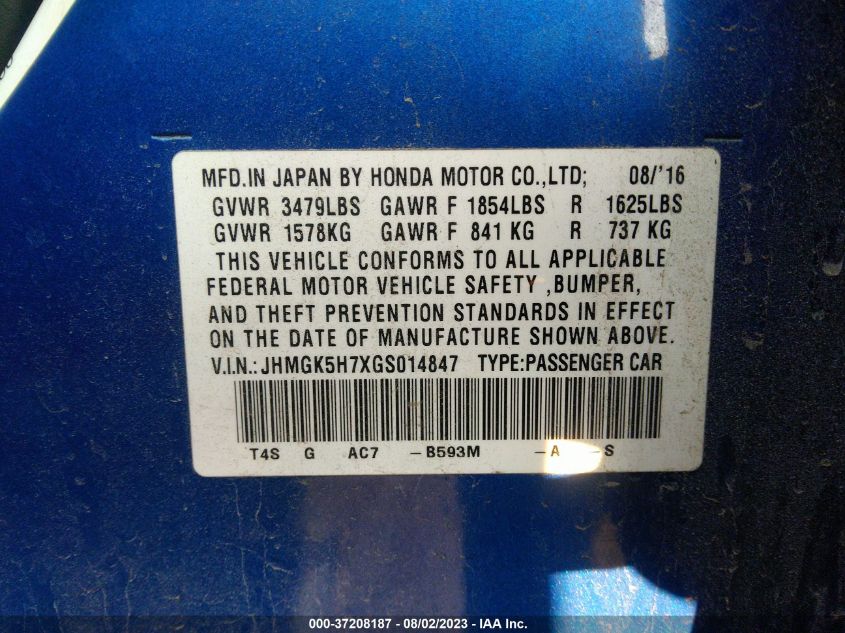 MFD.IN JAPAN BY HONDA MOTOR CO.,LTD; 08/'16
GVWR 3479LBS GAWR F 1854LBS R 1625LBS
GVWR 1578KG GAWR F 841 KG R 737 KG
THIS VEHICLE CONFORMS TO ALL APPLICABLE
FEDERAL MOTOR VEHICLE SAFETY ,BUMPER,
AND THEFT PREVENTION STANDARDS IN EFFECT
ON THE DATE OF MANUFACTURE SHOWN ABOVE.
V.I.N.:JHMGK5H7XGS014847 TYPE:PASSENGER CAR
T4S G AC7 -B593M -A -S
000-37208187 - 08/02/2023 - IAA Inc.